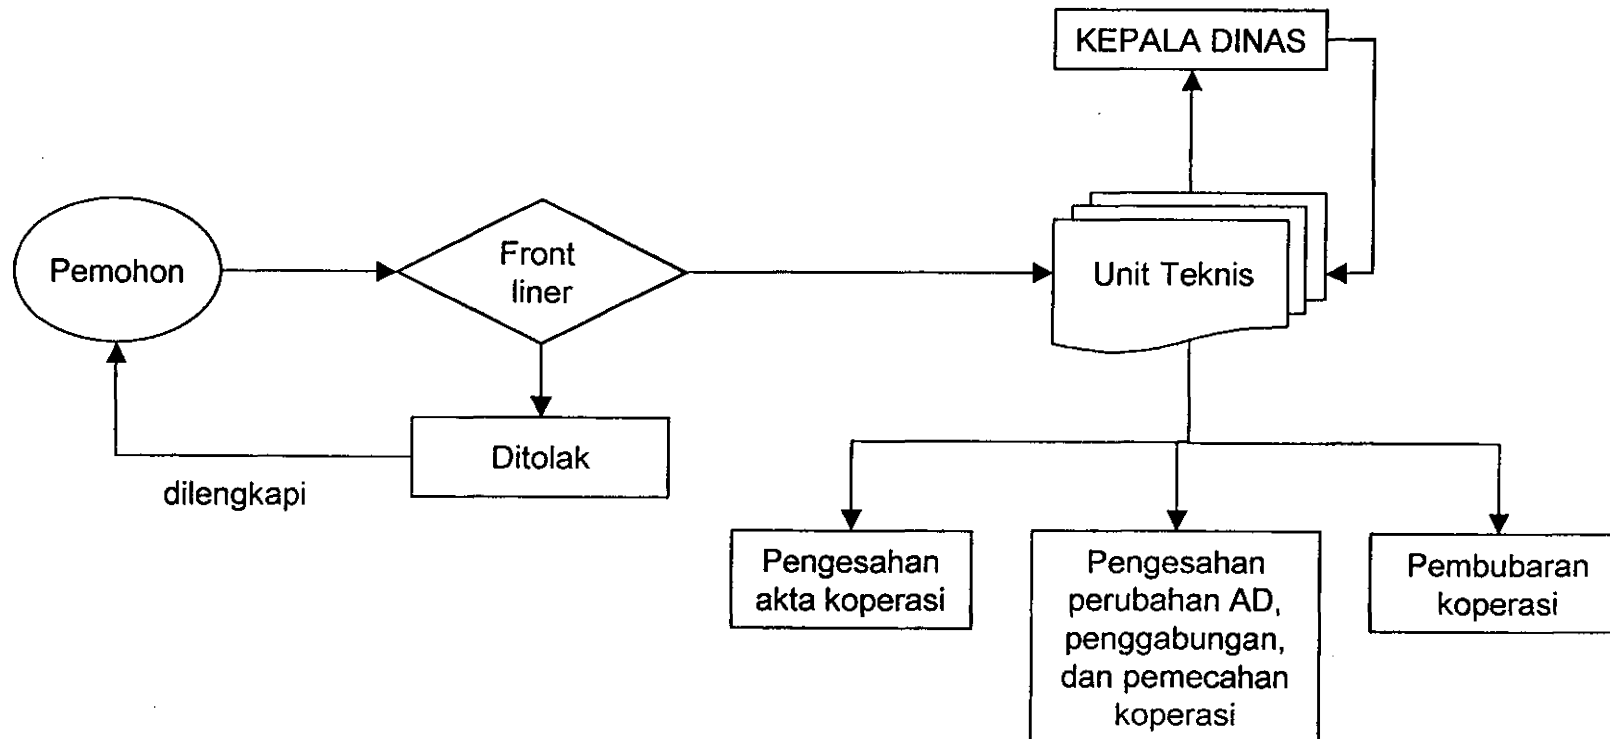 KEPALA DINAS
Pemohon
Front
liner
Unit Teknis
Ditolak
dilengkapi
Pengesahan
akta koperasi
Pengesahan
perubahan AD,
penggabungan,
dan pemecahan
koperasi
Pembubaran
koperasi